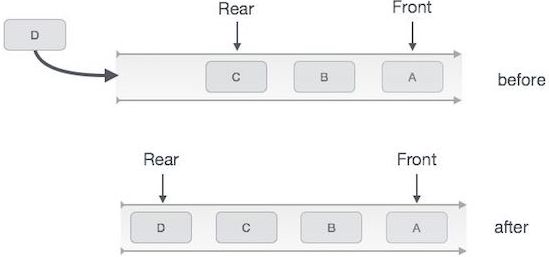 Rear Front
D
C B A
before
Rear Front
D C B A
after